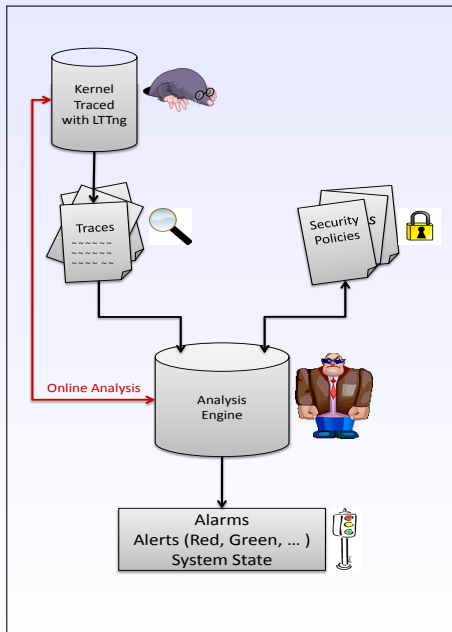 Kernel
Traced
with LTTng
Traces
~~~~~~
~~~~~~
~~~~ ~~
Security
Policies
s
Online Analysis
Analysis
Engine
Alarms
Alerts (Red, Green, … )
System State